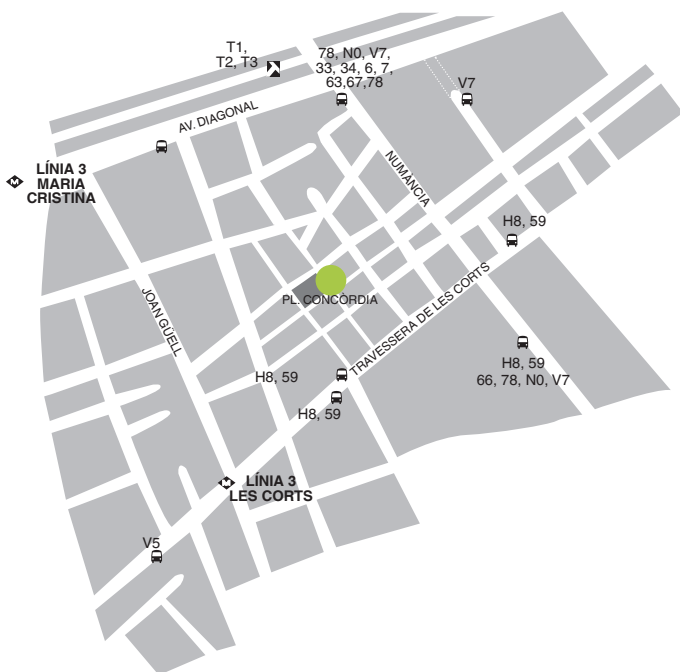 T1,
T2, T3
78, N0, V7,
33, 34, 6, 7,
63,67,78
V7
AV. DIAGONAL
LÍNIA 3
MARIA
CRISTINA
NUMÀNCIA
H8, 59
PL. CONCÒRDIA
JOAN GÜELL
TRAVESSERA DE LES CORTS
H8, 59
66, 78, N0, V7
H8, 59
H8, 59
LÍNIA 3
LES CORTS
V5